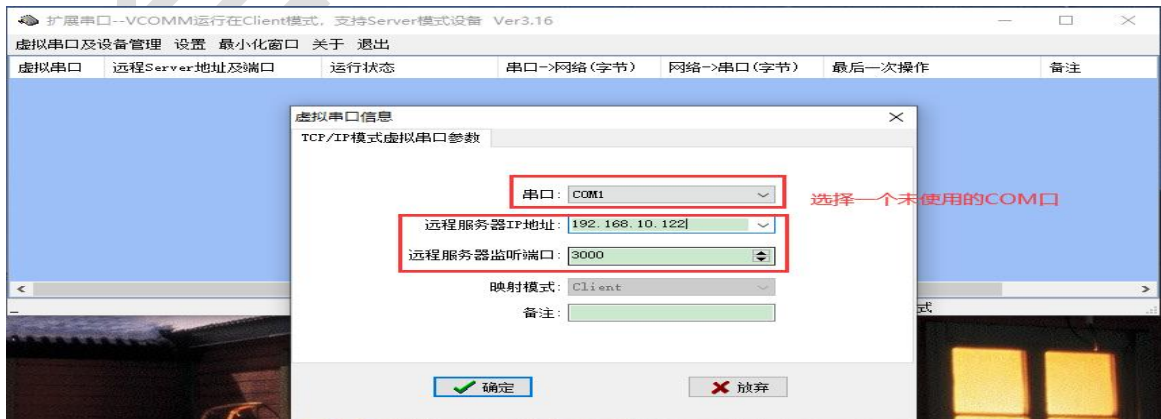 扩展串口--VCOMM运行在Client模式，支持Server模式设备 Ver3.16
虚拟串口及设备管理 设置 最小化窗口 关于 退出
虚拟串口 远程Server地址及端口 运行状态 串口->网络(字节) 网络->串口(字节) 最后一次操作 备注
虚拟串口信息
TCP/IP模式虚拟串口参数
串口: COM1
选择一个未使用的COM口
远程服务器IP地址: 192.168.10.122
远程服务器监听端口: 3000
映射模式: Client
备注:
式
确定 放弃